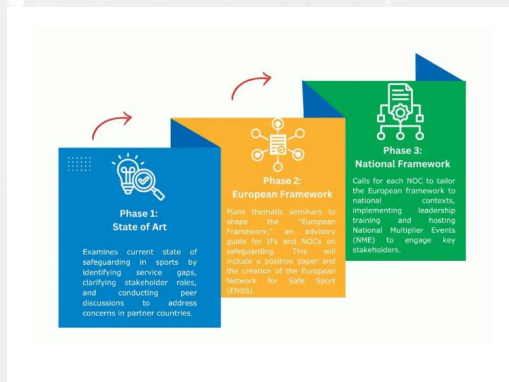 Phase 1:
State of Art
Examines current state of
safeguarding in sports by
identifying service gaps,
clarifying stakeholder roles,
and conducting peer
discussions to address
concerns in partner countries.
Phase 2:
European Framework
Plans thematic seminars to
shape the "European
Framework," an advisory
guide for IFs and NOCs on
safeguarding. This will
include a position paper and
the creation of the European
Network for Safe Sport
(ENSS).
Phase 3:
National Framework
Calls for each NOC to tailor
the European framework to
national contexts,
implementing leadership
training and hosting
National Multiplier Events
(NME) to engage key
stakeholders.